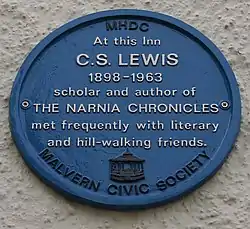 MHDC
At this Inn
C.S. LEWIS
1898-1963
scholar and author of
THE NARNIA CHRONICLES
met frequently with literary
and hill-walking friends.
MALVERN CIVIC SOCIETY